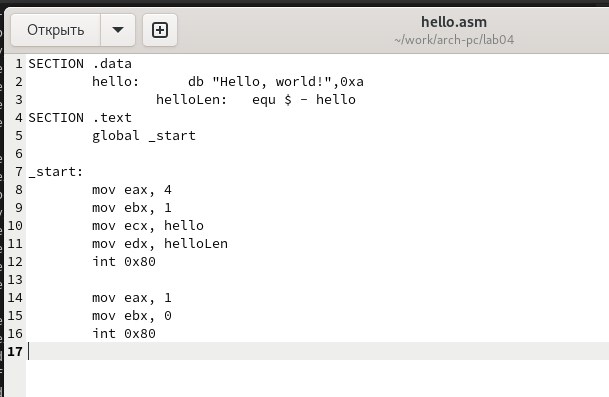 Открыть
hello.asm
~/work/arch-pc/lab04
1 SECTION .data
2         hello:      db "Hello, world!",0xa
3                 helloLen:   equ $ - hello
4 SECTION .text
5         global _start
6
7 _start:
8         mov eax, 4
9         mov ebx, 1
10         mov ecx, hello
11         mov edx, helloLen
12         int 0x80
13
14         mov eax, 1
15         mov ebx, 0
16         int 0x80
17